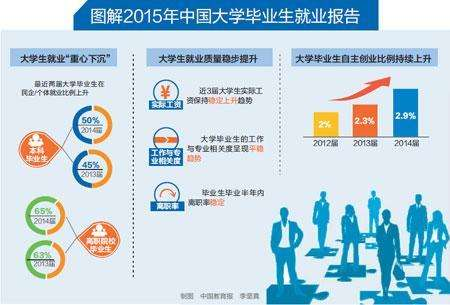 图解2015年中国大学毕业生就业报告
大学生就业“重心下沉”
最近两届大学毕业生在
民企/个体就业比例上升
50%
2014届
本科
毕业生
45%
2013届
65%
2014届
高职院校
毕业生
63%
2013届
大学生就业质量稳步提升
实际工资
近3届大学生实际工
资保持稳定上升趋势
工作与专
业相关度
大学毕业生的工作
与专业相关度呈现平稳
趋势
离职率
毕业生毕业半年内
离职率稳定
大学毕业生自主创业比例持续上升
2%
2.3%
2.9%
2012届
2013届
2014届
制图 中国教育报 李坚真